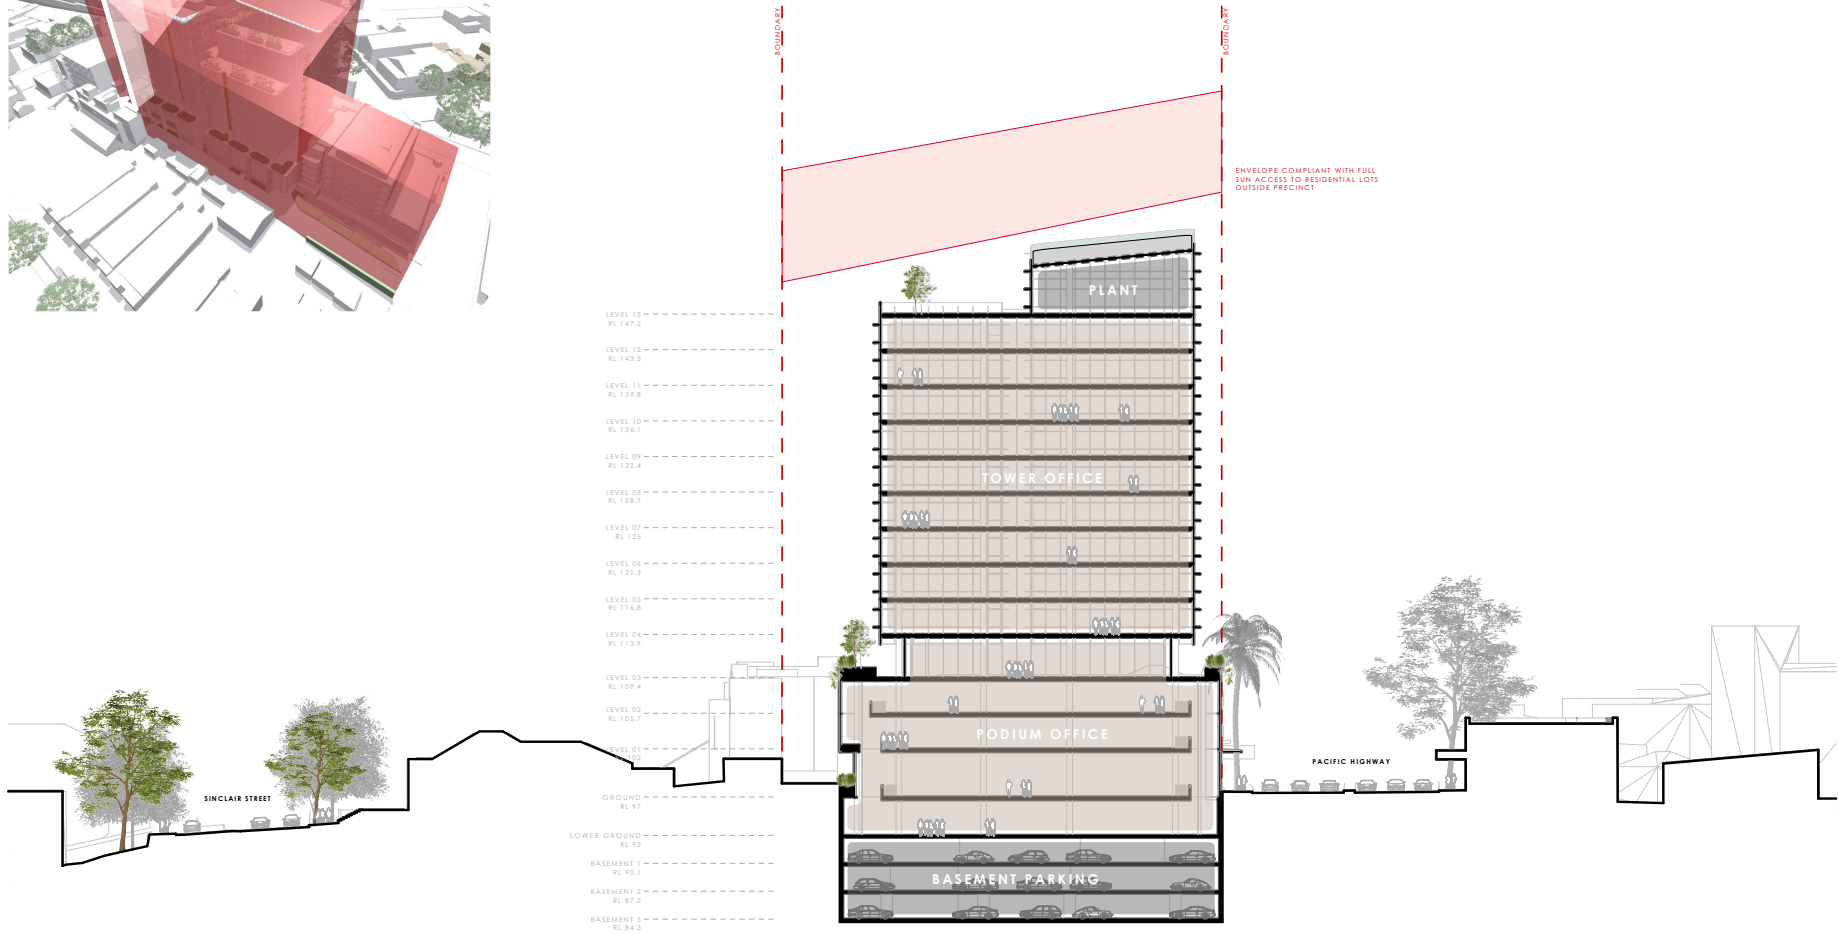 BOUNDARY
BOUNDARY
ENVELOPE COMPLIANT WITH FULL
SUN ACCESS TO RESIDENTIAL LOTS
OUTSIDE PRECINCT
PLANT
LEVEL 13
RL 147.2
LEVEL 12
RL 143.5
LEVEL 11
RL 139.8
LEVEL 10
RL 136.1
LEVEL 09
RL 132.4
TOWER OFFICE
LEVEL 08
RL 128.7
LEVEL 07
RL 125
LEVEL 06
RL 121.3
LEVEL 05
RL 116.8
LEVEL 04
RL 113.9
LEVEL 03
RL 109.4
LEVEL 02
RL 105.7
PODIUM OFFICE
LEVEL 01
102
PACIFIC HIGHWAY
SINCLAIR STREET
GROUND
RL 97
LOWER GROUND
RL 93
BASEMENT 1
RL 90.1
BASEMENT PARKING
BASEMENT 2
RL 87.2
BASEMENT 3
RL 84.3